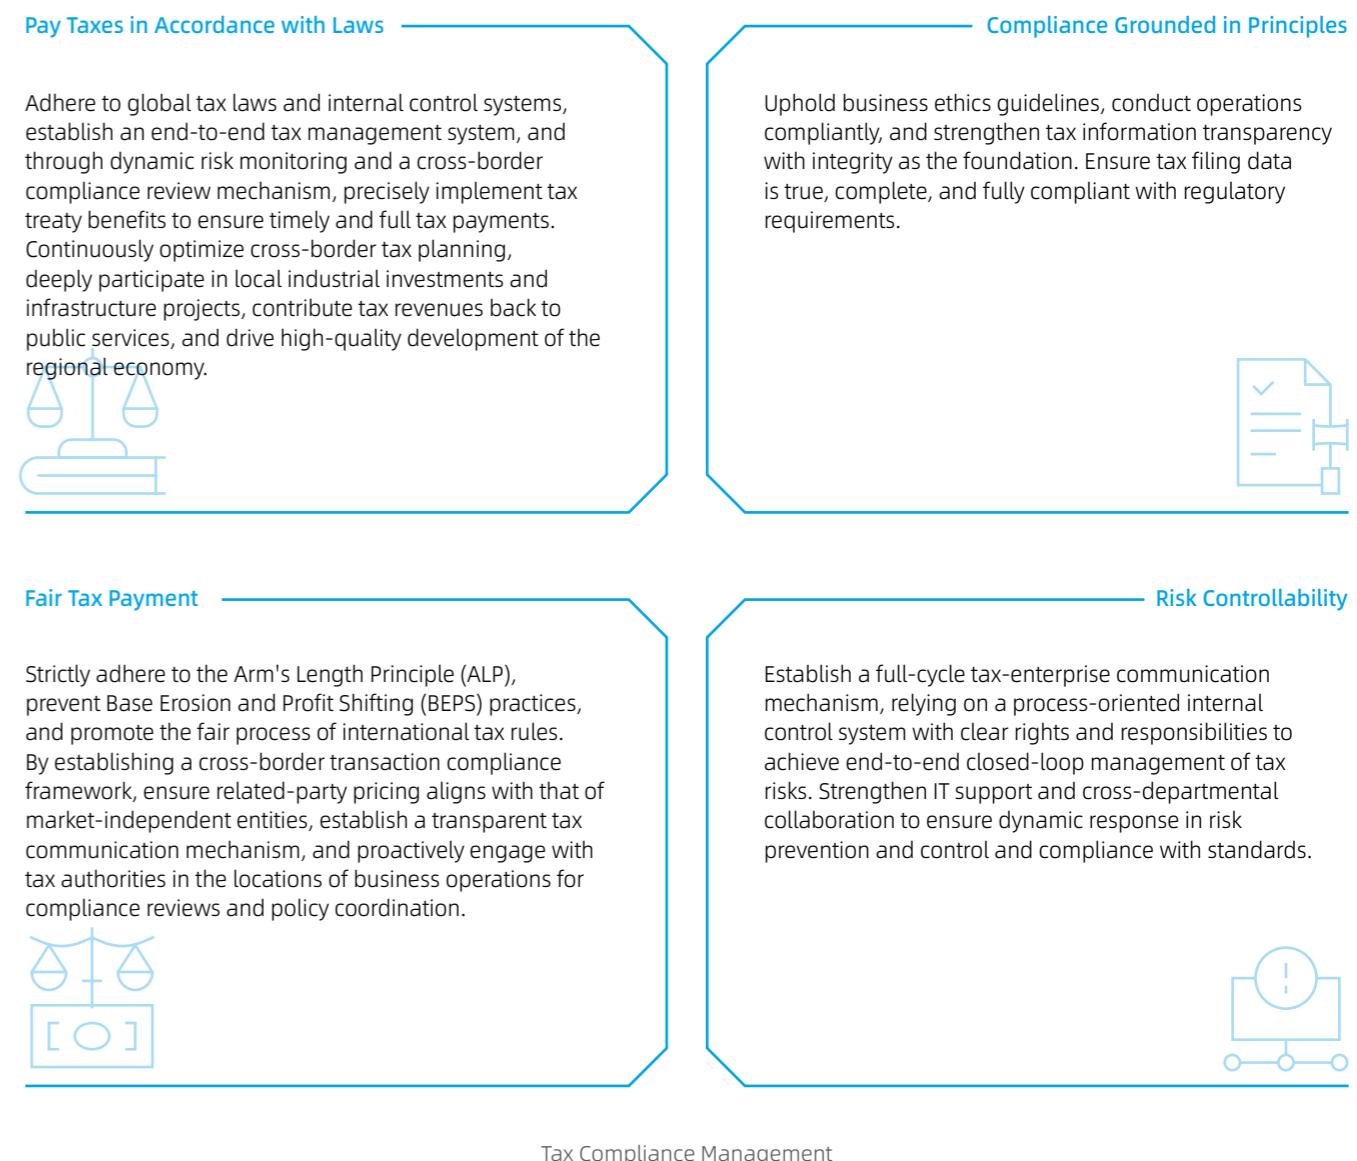 Pay Taxes in Accordance with Laws
Adhere to global tax laws and internal control systems,
establish an end-to-end tax management system, and
through dynamic risk monitoring and a cross-border
compliance review mechanism, precisely implement tax
treaty benefits to ensure timely and full tax payments.
Continuously optimize cross-border tax planning,
deeply participate in local industrial investments and
infrastructure projects, contribute tax revenues back to
public services, and drive high-quality development of the
regional economy.
Compliance Grounded in Principles
Uphold business ethics guidelines, conduct operations
compliantly, and strengthen tax information transparency
with integrity as the foundation. Ensure tax filing data
is true, complete, and fully compliant with regulatory
requirements.
Fair Tax Payment
Strictly adhere to the Arm's Length Principle (ALP),
prevent Base Erosion and Profit Shifting (BEPS) practices,
and promote the fair process of international tax rules.
By establishing a cross-border transaction compliance
framework, ensure related-party pricing aligns with that of
market-independent entities, establish a transparent tax
communication mechanism, and proactively engage with
tax authorities in the locations of business operations for
compliance reviews and policy coordination.
Risk Controllability
Establish a full-cycle tax-enterprise communication
mechanism, relying on a process-oriented internal
control system with clear rights and responsibilities to
achieve end-to-end closed-loop management of tax
risks. Strengthen IT support and cross-departmental
collaboration to ensure dynamic response in risk
prevention and control and compliance with standards.
Tax Compliance Management